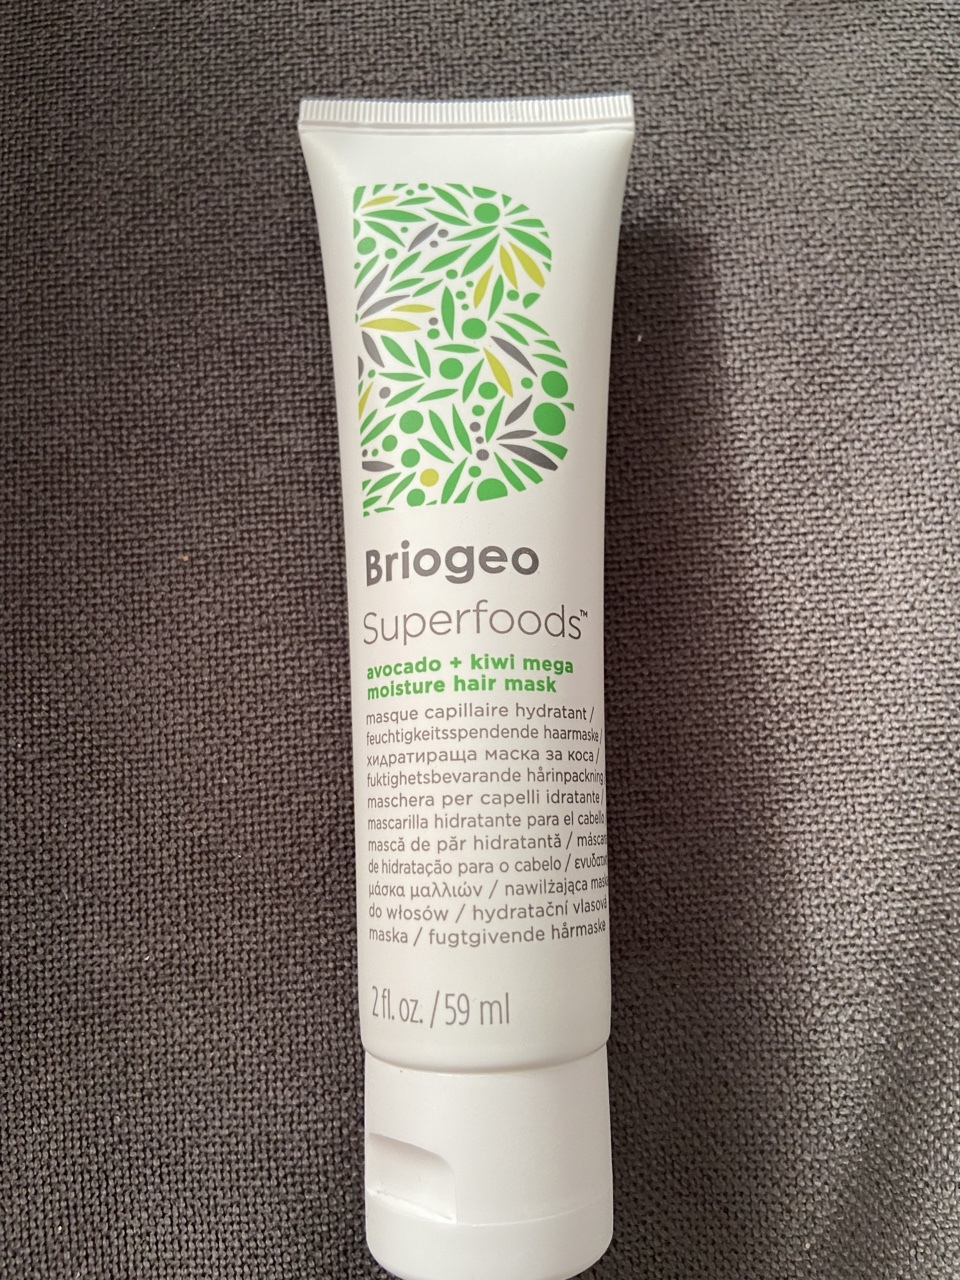 Briogeo
Superfoods™
avocado + kiwi mega
moisture hair mask
masque capillaire hydratant /
feuchtigkeitsspendende haarmaske /
хидратираща маска за коса /
fuktighetsbevarande hårinpackning
maschera per capelli idratante /
mascarilla hidratante para el cabello
mască de păr hidratantă /
de hidratação para o cabelo /
μάσκα μαλλιών / nawilżająca
do włosów / hydratační vlasová
maska / fugtgivende hårmaske
2 fl. oz. / 59 ml